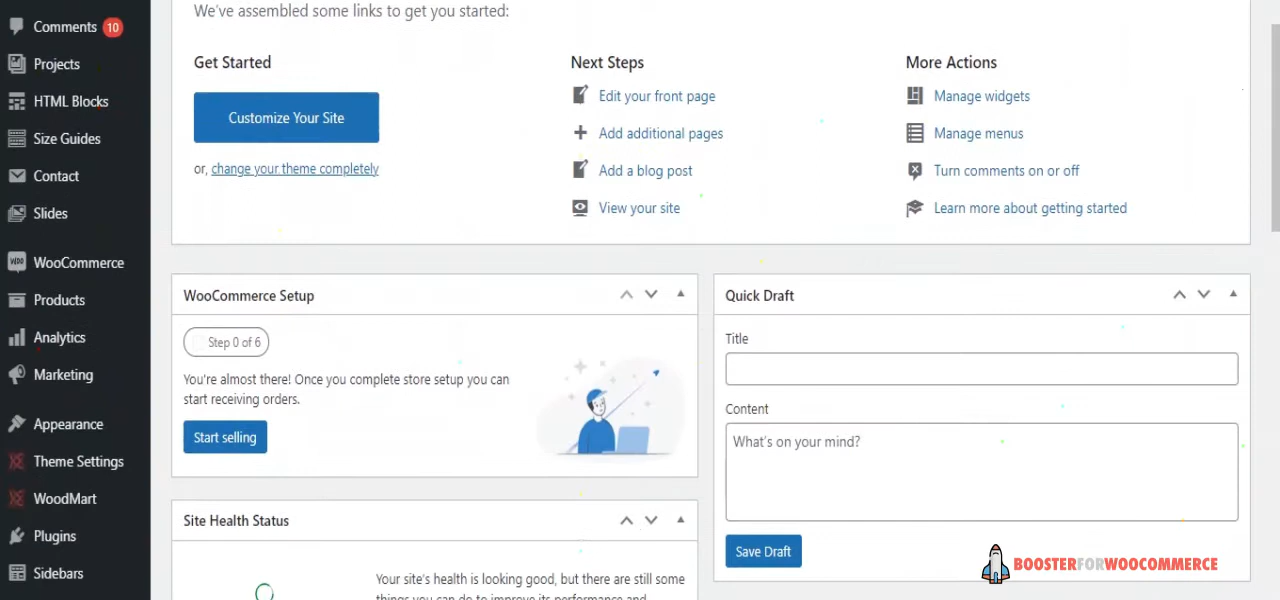 Comments 10
Projects
HTML Blocks
Size Guides
Contact
Slides
WooCommerce
Products
Analytics
Marketing
Appearance
Theme Settings
WoodMart
Plugins
Sidebars
We've assembled some links to get you started:
Get Started
Customize Your Site
or, change your theme completely
Next Steps
Edit your front page
Add additional pages
Add a blog post
View your site
More Actions
Manage widgets
Manage menus
Turn comments on or off
Learn more about getting started
WooCommerce Setup
Step 0 of 6
You're almost there! Once you complete store setup you can
start receiving orders.
Start selling
Site Health Status
Your site's health is looking good, but there are still some
things you can do to improve its performance and
Quick Draft
Title
Content
What's on your mind?
Save Draft
BOOSTERFORWOOCOMMERCE